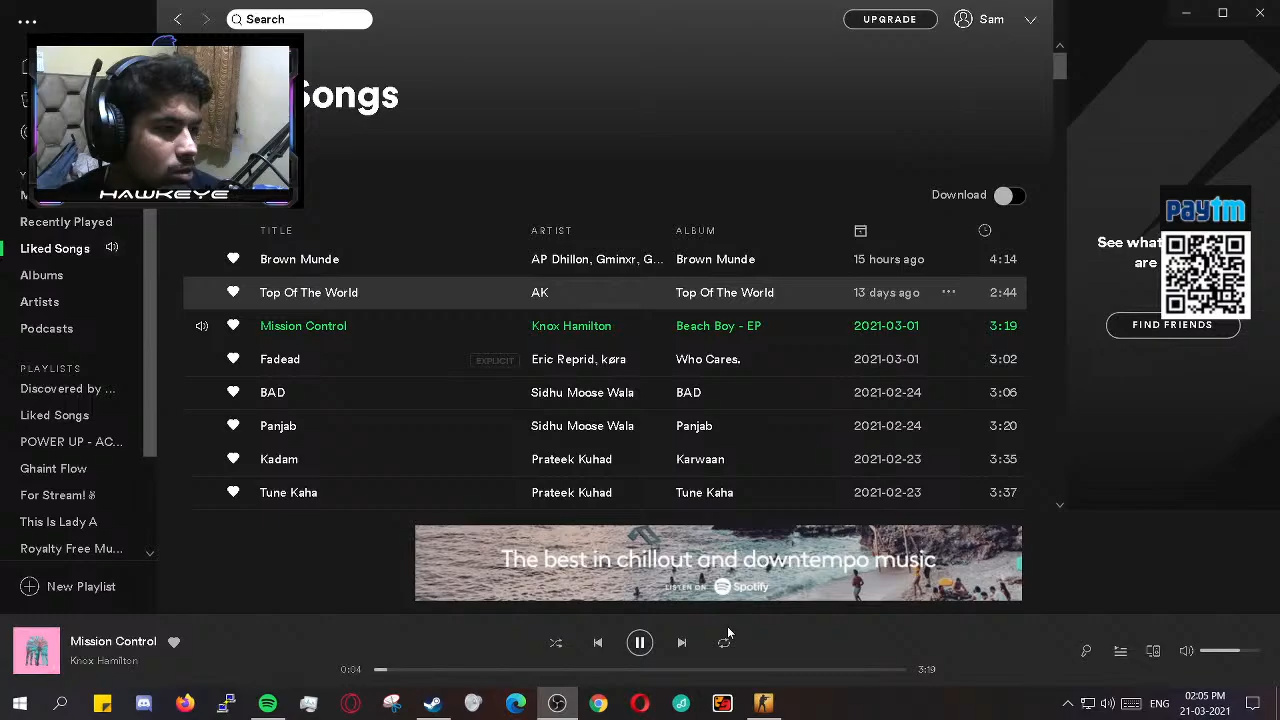 Search
UPGRADE
Sam
Songs
HAWKEYE
Download
Recently Played
Liked Songs
Albums
Artists
Podcasts
PLAYLISTS
Discovered by ...
Liked Songs
POWER UP - AC...
Ghaint Flow
For Stream!✌
This Is Lady A
Royalty Free Mu...
New Playlist
TITLE ARTIST ALBUM
Brown Munde AP Dhillon, Gminxr, G... Brown Munde 15 hours ago 4:14
Top Of The World AK Top Of The World 13 days ago ... 2:44
Mission Control Knox Hamilton Beach Boy - EP 2021-03-01 3:19
Fadead EXPLICIT Eric Reprid, køra Who Cares. 2021-03-01 3:02
BAD Sidhu Moose Wala BAD 2021-02-24 3:06
Panjab Sidhu Moose Wala Panjab 2021-02-24 3:20
Kadam Prateek Kuhad Karwaan 2021-02-23 3:35
Tune Kaha Prateek Kuhad Tune Kaha 2021-02-23 3:37
paytm
See what
are
FIND FRIENDS
The best in chillout and downtempo music
LISTEN ON Spotify
Mission Control
Knox Hamilton
0:04
3:19
ENG
02:05 PM
21-03-2021